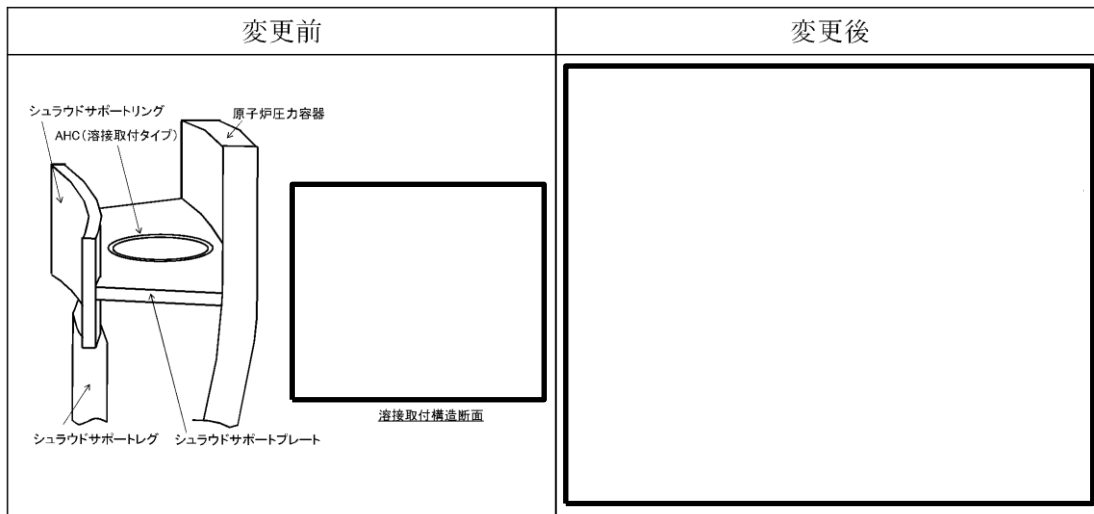 変更前
変更後
シュラウドサポートリング
原子炉圧力容器
AHC(溶接取付タイプ)
溶接取付構造断面
シュラウドサポートレグ
シュラウドサポートプレート